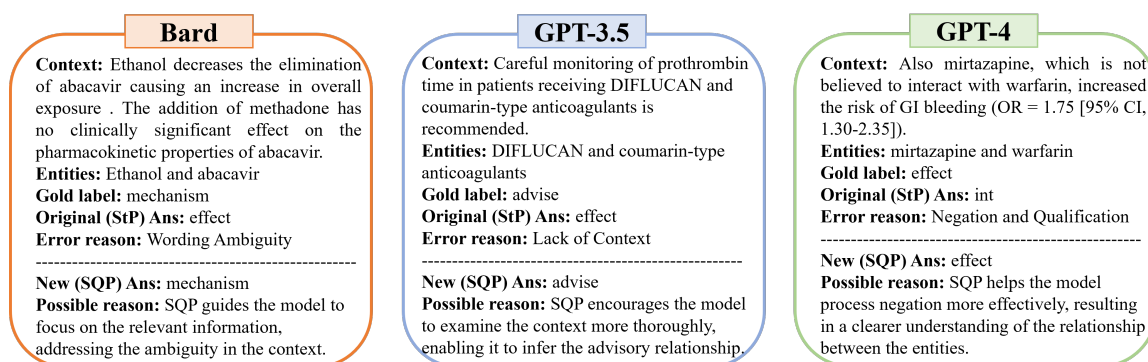 Bard
Context: Ethanol decreases the elimination
of abacavir causing an increase in overall
exposure . The addition of methadone has
no clinically significant effect on the
pharmacokinetic properties of abacavir.
Entities: Ethanol and abacavir
Gold label: mechanism
Original (StP) Ans: effect
Error reason: Wording Ambiguity
New (SQP) Ans: mechanism
Possible reason: SQP guides the model to
focus on the relevant information,
addressing the ambiguity in the context.
GPT-3.5
Context: Careful monitoring of prothrombin
time in patients receiving DIFLUCAN and
coumarin-type anticoagulants is
recommended.
Entities: DIFLUCAN and coumarin-type
anticoagulants
Gold label: advise
Original (StP) Ans: effect
Error reason: Lack of Context
New (SQP) Ans: advise
Possible reason: SQP encourages the model
to examine the context more thoroughly,
enabling it to infer the advisory relationship.
GPT-4
Context: Also mirtazapine, which is not
believed to interact with warfarin, increased
the risk of GI bleeding (OR = 1.75 [95% CI,
1.30-2.35]).
Entities: mirtazapine and warfarin
Gold label: effect
Original (StP) Ans: int
Error reason: Negation and Qualification
New (SQP) Ans: effect
Possible reason: SQP helps the model
process negation more effectively, resulting
in a clearer understanding of the relationship
between the entities.